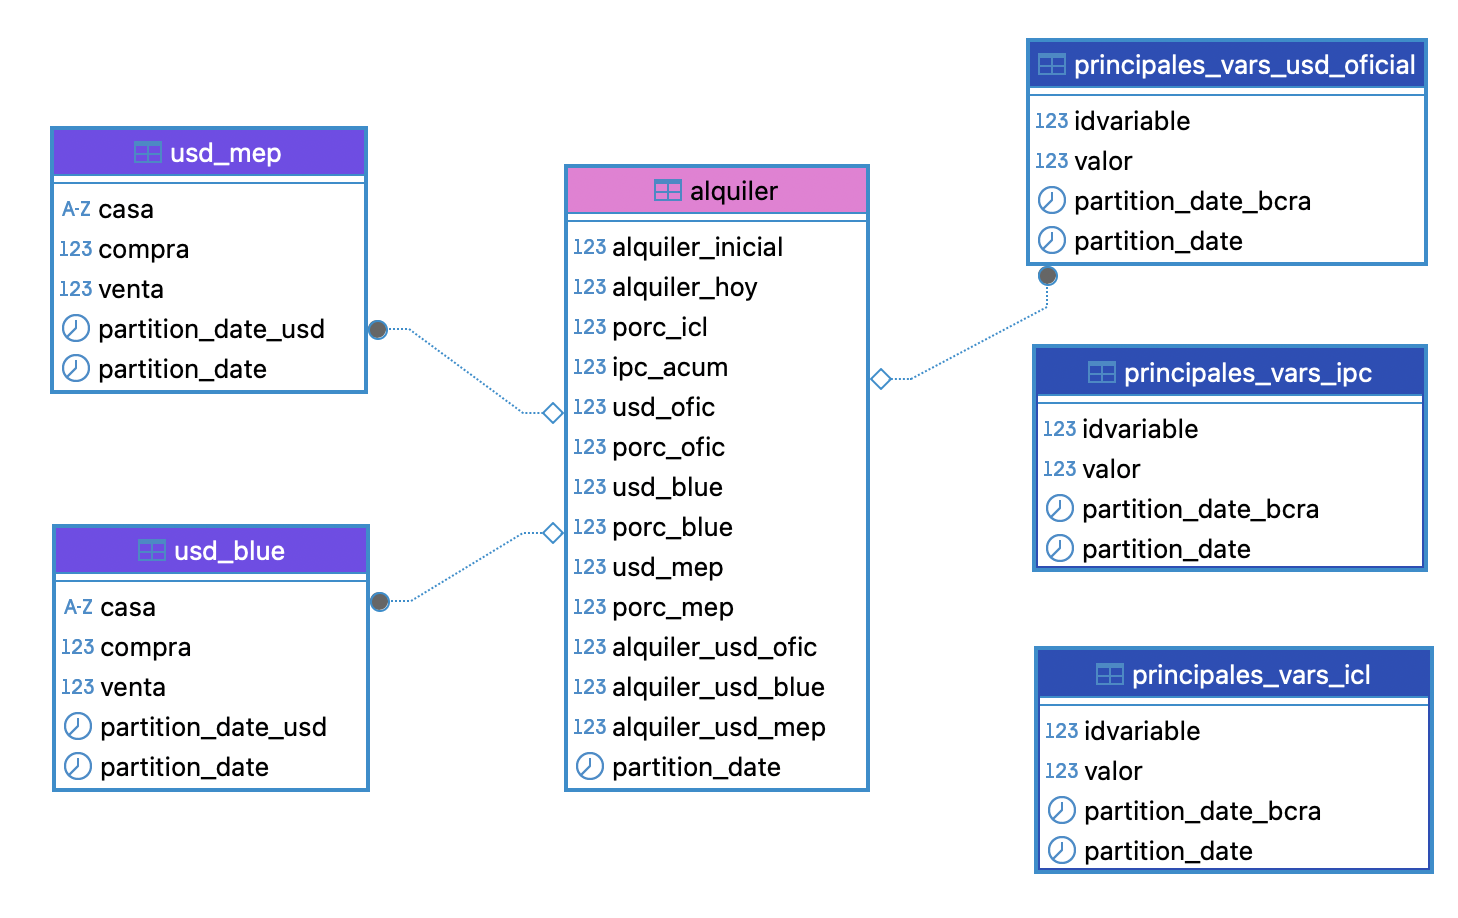 usd_mep
A-Z casa
123 compra
123 venta
partition_date_usd
partition_date
usd_blue
A-Z casa
123 compra
123 venta
partition_date_usd
partition_date
alquiler
123 alquiler_inicial
123 alquiler_hoy
123 porc_icl
123 ipc_acum
123 usd_ofic
123 porc_ofic
123 usd_blue
123 porc_blue
123 usd_mep
123 porc_mep
123 alquiler_usd_ofic
123 alquiler_usd_blue
123 alquiler_usd_mep
partition_date
principales_vars_usd_oficial
123 idvariable
123 valor
partition_date_bcra
partition_date
principales_vars_ipc
123 idvariable
123 valor
partition_date_bcra
partition_date
principales_vars_icl
123 idvariable
123 valor
partition_date_bcra
partition_date